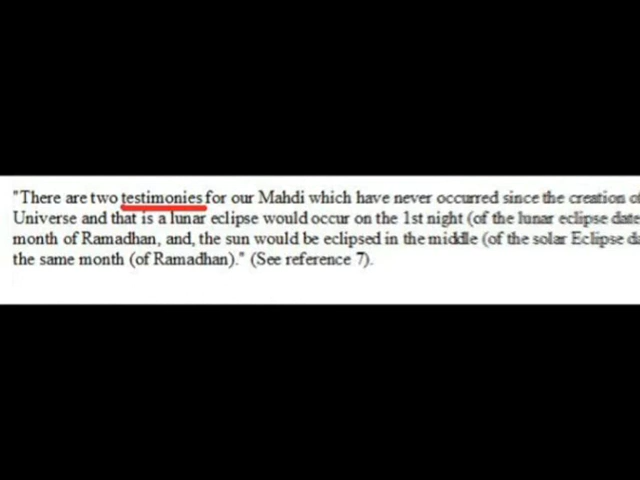 "There are two testimonies for our Mahdi which have never occurred since the creation of
Universe and that is a lunar eclipse would occur on the 1st night (of the lunar eclipse date
month of Ramadhan, and, the sun would be eclipsed in the middle (of the solar Eclipse da
the same month (of Ramadhan)." (See reference 7).